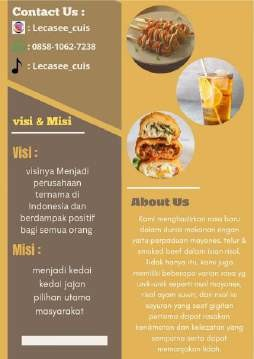 Contact Us :
: Lecasee_cuis
: 0858-1062-7238
: Lecasee_cuis
visi & Misi
Visi :
visinya Menjadi
perusahaan
ternama di
Indonesia dan
berdampak positif
bagi semua orang
Misi :
menjadi kedai
kedai jajan
pilihan utama
masyarakat
About Us
Kami menghadirkan rasa baru
dalam dunia makanan ringan
yaitu perpaduan mayones, telur &
smoked beef dalam isian risol.
Tidak hanya itu, kami juga
memiliki beberapa varian rasa yg
unik-unik seperti risol mayones,
risol ayam suwir, dan risol isi
sayuran yang saat gigitan
pertama dapat rasakan
kenikmatan dan kelezatan yang
sempurna serta dapat
memanjakan lidah.